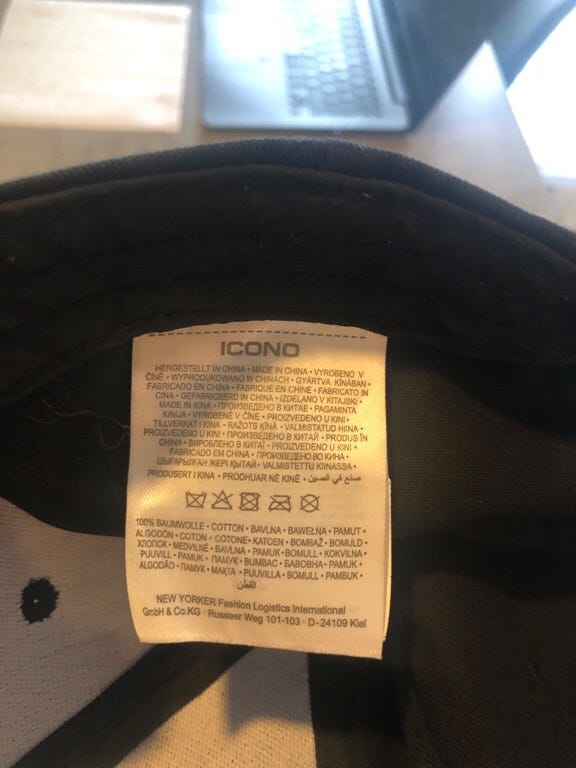 ICONO
HERGESTELLT IN CHINA • MADE IN CHINA • VYROBENO V
ČÍNĚ • WYPRODUKOWANO W CHINACH • GYÁRTVA KÍNÁBAN •
FABRICADO EN CHINA • FABRIQUÉ EN CHINE • FABRICATO IN
CINA • GEFABRICEERD IN CHINA • IZDELANO V KITAJSKI •
MADE IN KINA • ПРОИЗВЕДЕНО В КИТАЕ • PAGAMINTA
KINIJA • VYROBENÉ V ČÍNE • PROIZVEDENO U KINI •
TILLVERKAT I KINA • RAŽOTS ĶĪNĀ • VALMISTATUD HIINA •
PROIZVEDENO U KINI • ПРОИЗВЕДЕНО В КИТАЙ • PRODUS ÎN
CHINA • ВИРОБЛЕНО В КИТАЇ • PROIZVEDENO U KINI •
FABRICADO EM CHINA • ПРОИЗВЕДЕНО ВО КИНА •
ШЫҒАРЫЛҒАН ЖЕРІ ҚЫТАЙ • VALMISTETTU KIINASSA •
PRODUSERT I KINA • PRODHUAR NË KINË • صنع في الصين •
100% BAUMWOLLE • COTTON • BAVLNA • BAWEŁNA • PAMUT •
ALGODÓN • COTON • COTONE • KATOEN • BOMBAŽ • BOMULD •
ХЛОПОК • MEDVILNĖ • BAVLNA • PAMUK • BOMULL • KOKVILNA •
PUUVILL • PAMUK • ПАМУК • BUMBAC • БАВОВНА • PAMUK •
ALGODÃO • ПАМУК • МАҚТА • PUUVILLA • BOMULL • PAMBUK •
القطن
NEW YORKER Fashion Logistics International
GmbH & Co.KG · Russeer Weg 101-103 · D-24109 Kiel